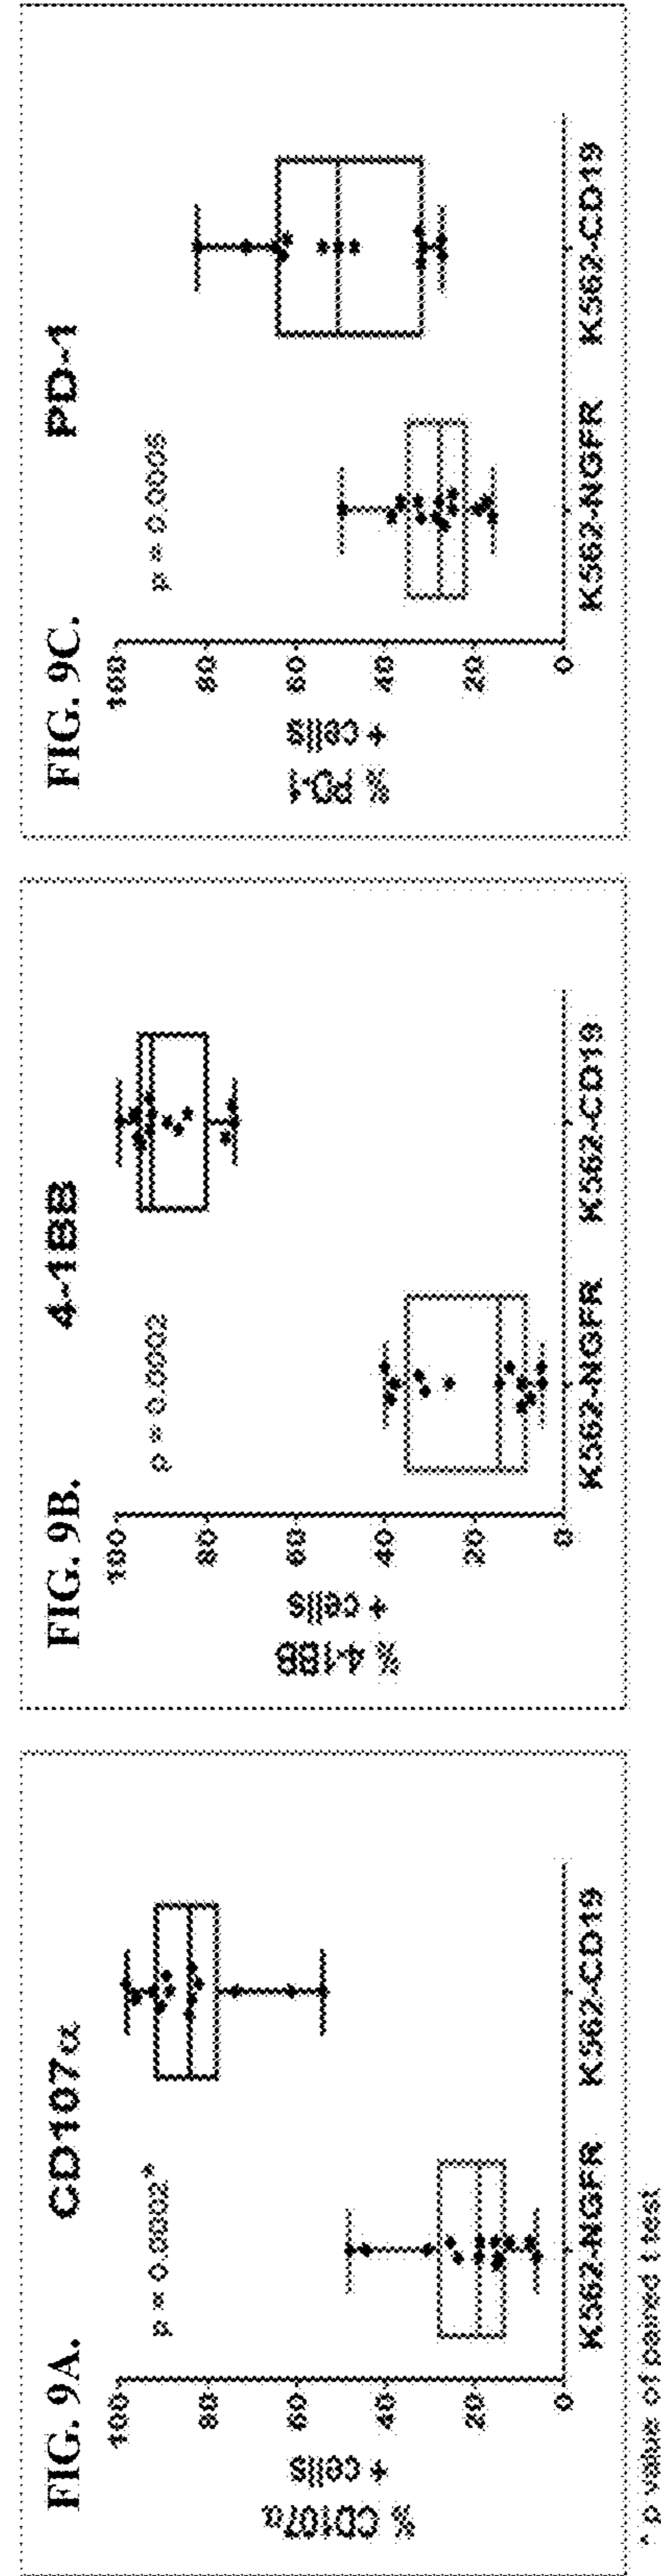 FIG. 9A.
CD107α
p = 0.0002^
% CD107α
+ cells
100
80
60
40
20
0
K562-NGFR K562-CD19
^ p value of paired t test
FIG. 9B.
4-1BB
p = 0.0002
% 4-1BB
+ cells
100
80
60
40
20
0
K562-NGFR K562-CD19
FIG. 9C.
PD-1
p = 0.0005
% PD-1
+ cells
100
80
60
40
20
0
K562-NGFR K562-CD19